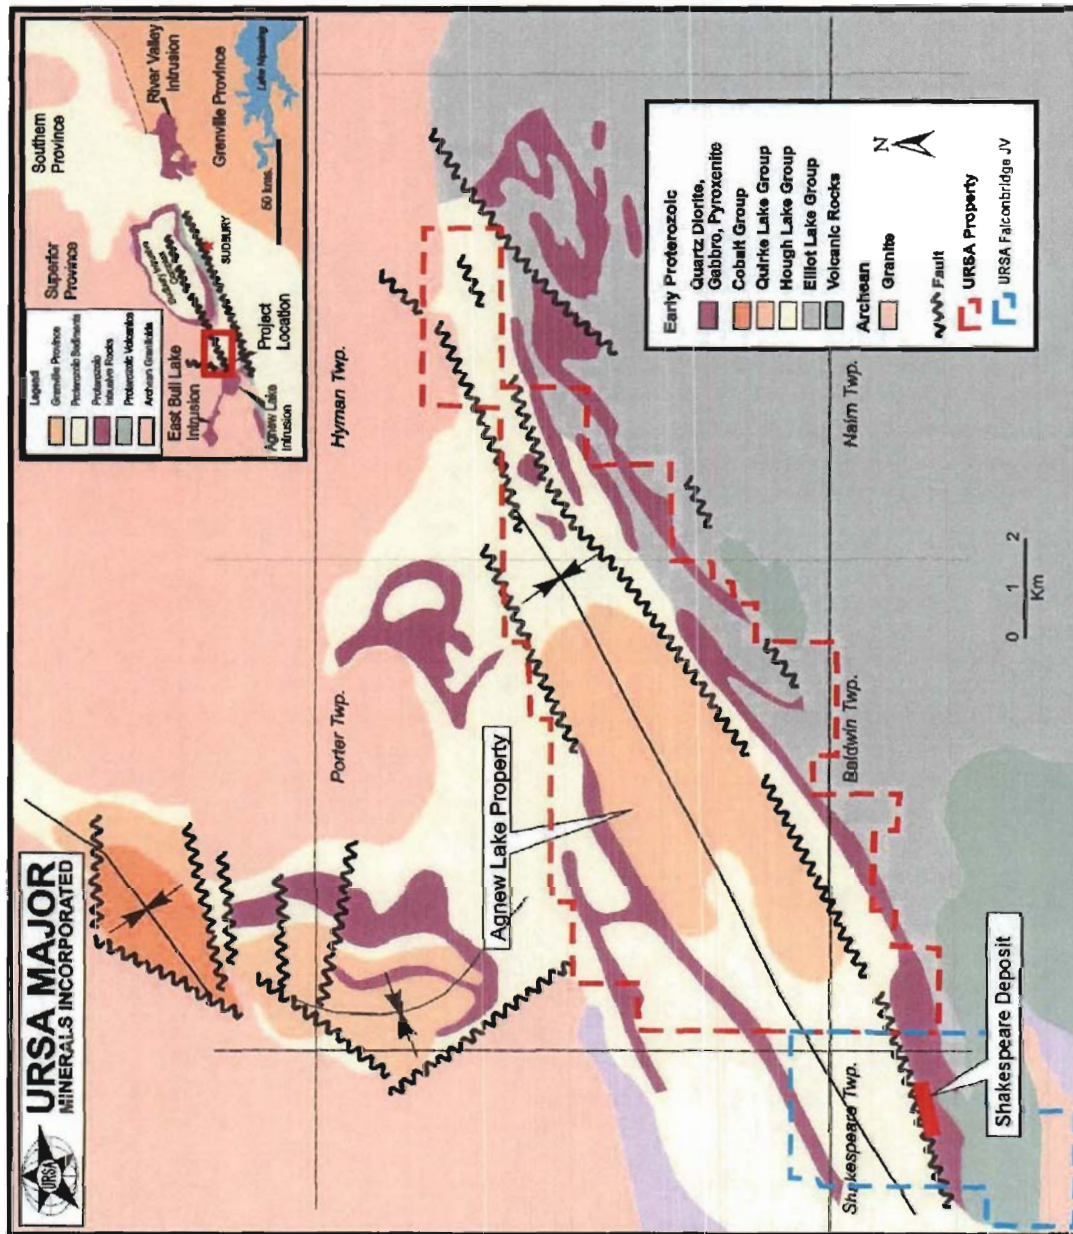 URSA MAJOR
MINERALS INCORPORATED
URSA
Legend
Grenville Province
Proterozoic Sediments
Proterozoic
Intrusive Rocks
Proterozoic Volcanics
Archean Granitoids
Superior
Province
Southern
Province
East Bull Lake
Intrusion
Agnew Lake
Intrusion
Project
Location
SUDBURY
River Valley
Intrusion
Grenville Province
Lake Nipissing
50 kms.
Porter Twp.
Hyman Twp.
Agnew Lake Property
Shakespeare Twp.
Baldwin Twp.
Nairn Twp.
Shakespeare Deposit
0 1 2
Km
Early Proterozoic
Quartz Diorite,
Gabbro, Pyroxenite
Cobalt Group
Quirke Lake Group
Hough Lake Group
Elliot Lake Group
Volcanic Rocks
Archean
Granite
N
Fault
URSA Property
URSA Falconbridge JV